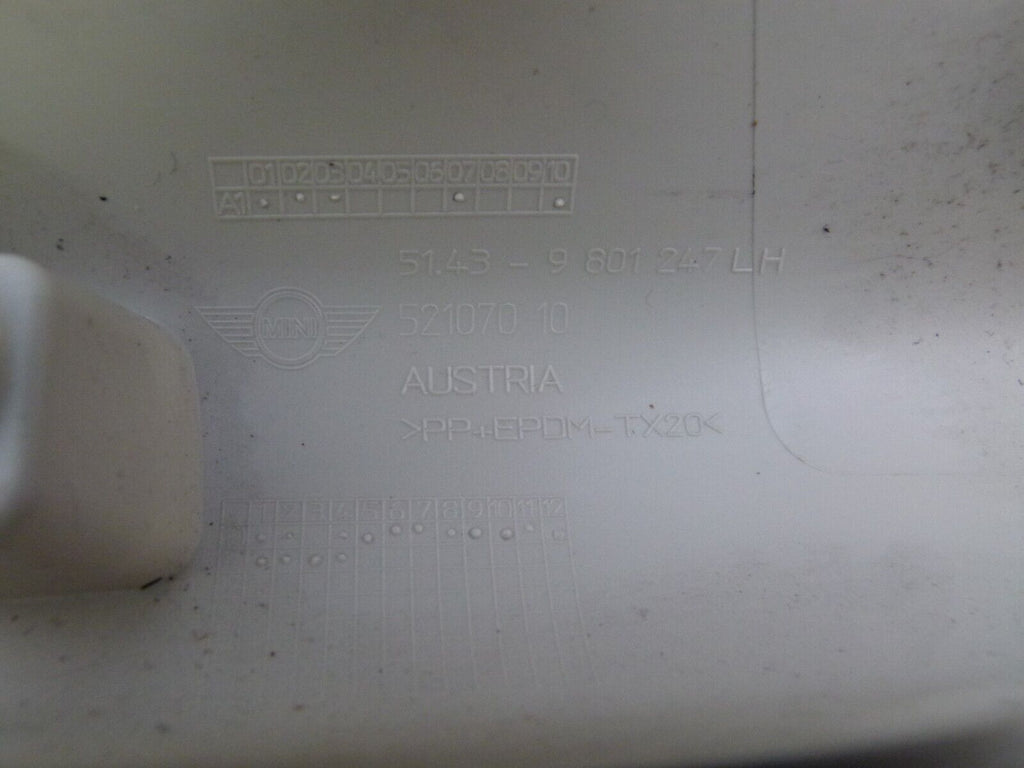 01 02 03 04 05 06 07 08 09 10
A1
51.43 - 9 801 247 LH
MINI
521070 10
AUSTRIA
>PP+EPDM-TX20<
1 2 3 4 5 6 7 8 9 10 11 12